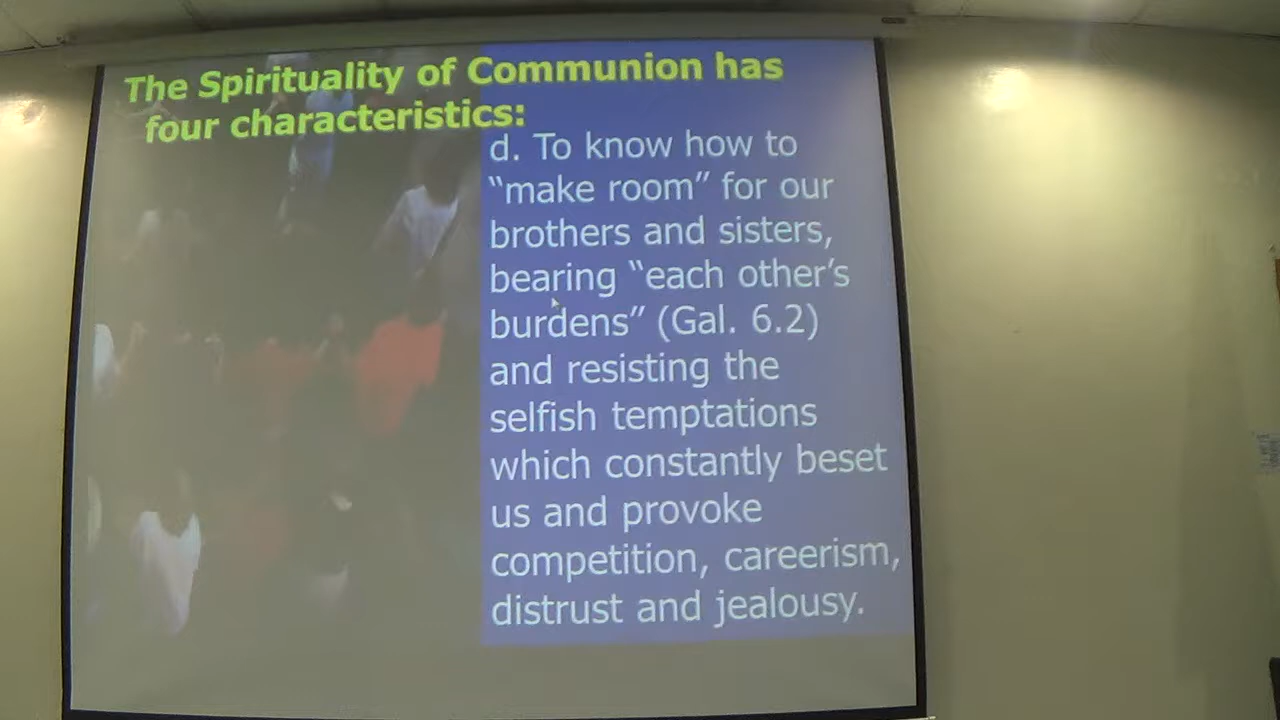 The Spirituality of Communion has
four characteristics:
d. To know how to
“make room” for our
brothers and sisters,
bearing “each other’s
burdens” (Gal. 6.2)
and resisting the
selfish temptations
which constantly beset
us and provoke
competition, careerism,
distrust and jealousy.